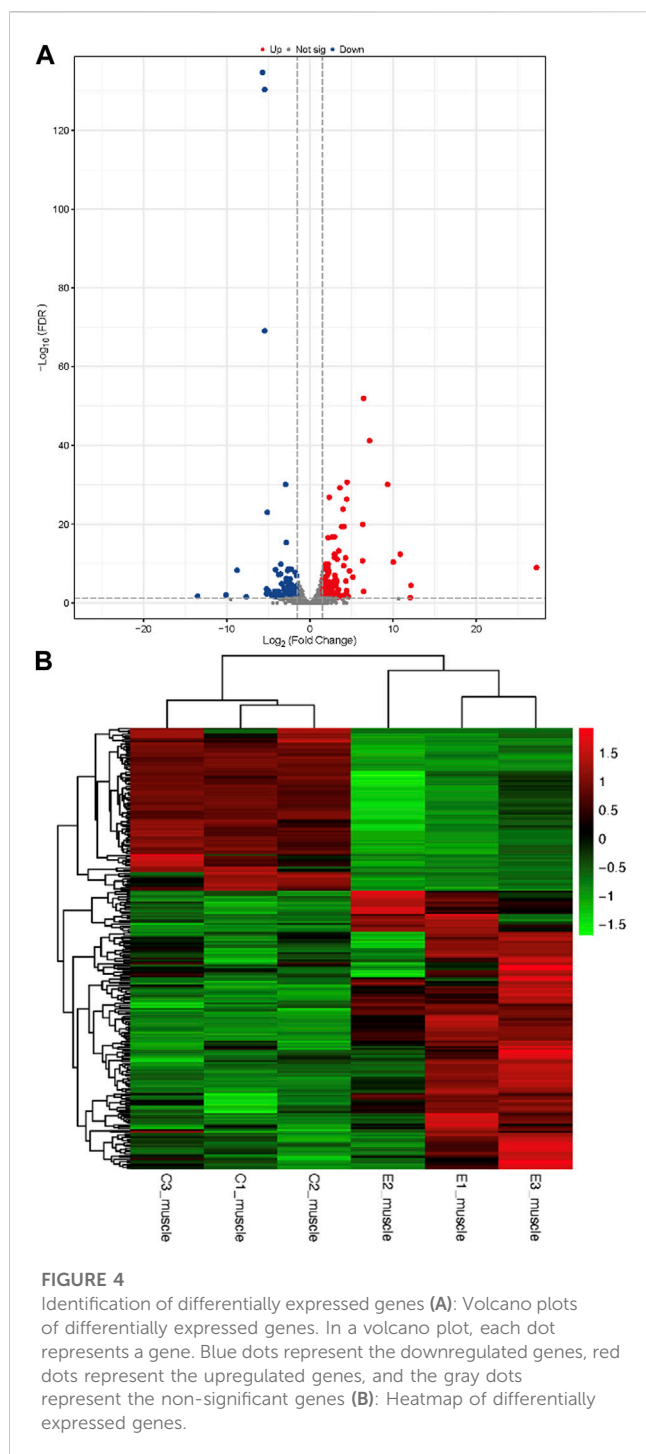 A
Up Not sig Down
120
100
80
60
40
20
0
-Log10 (FDR)
-20 -10 0 10 20
Log2 (Fold Change)
B
1.5
1
0.5
0
-0.5
-1
-1.5
C3_muscle
C1_muscle
C2_muscle
E2_muscle
E1_muscle
E3_muscle
FIGURE 4
Identification of differentially expressed genes (A): Volcano plots
of differentially expressed genes. In a volcano plot, each dot
represents a gene. Blue dots represent the downregulated genes, red
dots represent the upregulated genes, and the gray dots
represent the non-significant genes (B): Heatmap of differentially
expressed genes.